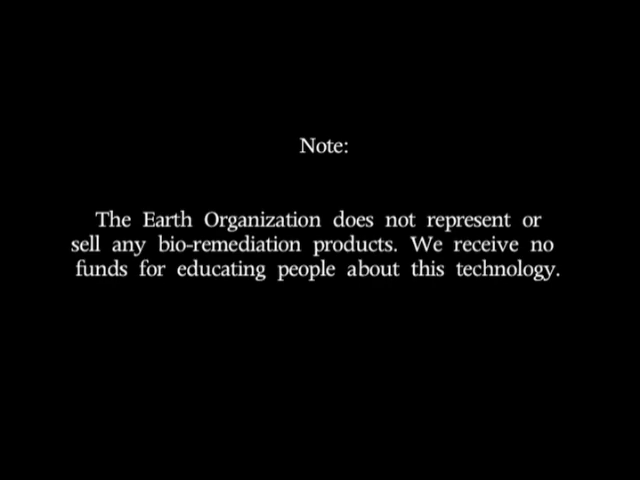 Note:
The Earth Organization does not represent or
sell any bio-remediation products. We receive no
funds for educating people about this technology.